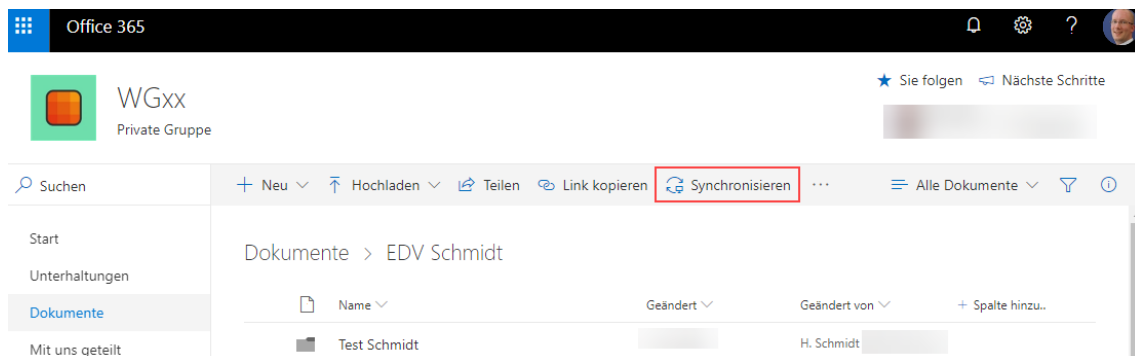 Office 365
?
WGxx
Private Gruppe
Sie folgen Nächste Schritte
Suchen
Neu Hochladen Teilen Link kopieren Synchronisieren ... Alle Dokumente
Start
Unterhaltungen
Dokumente
Mit uns geteilt
Dokumente > EDV Schmidt
Name Geändert Geändert von + Spalte hinzu..
Test Schmidt H. Schmidt